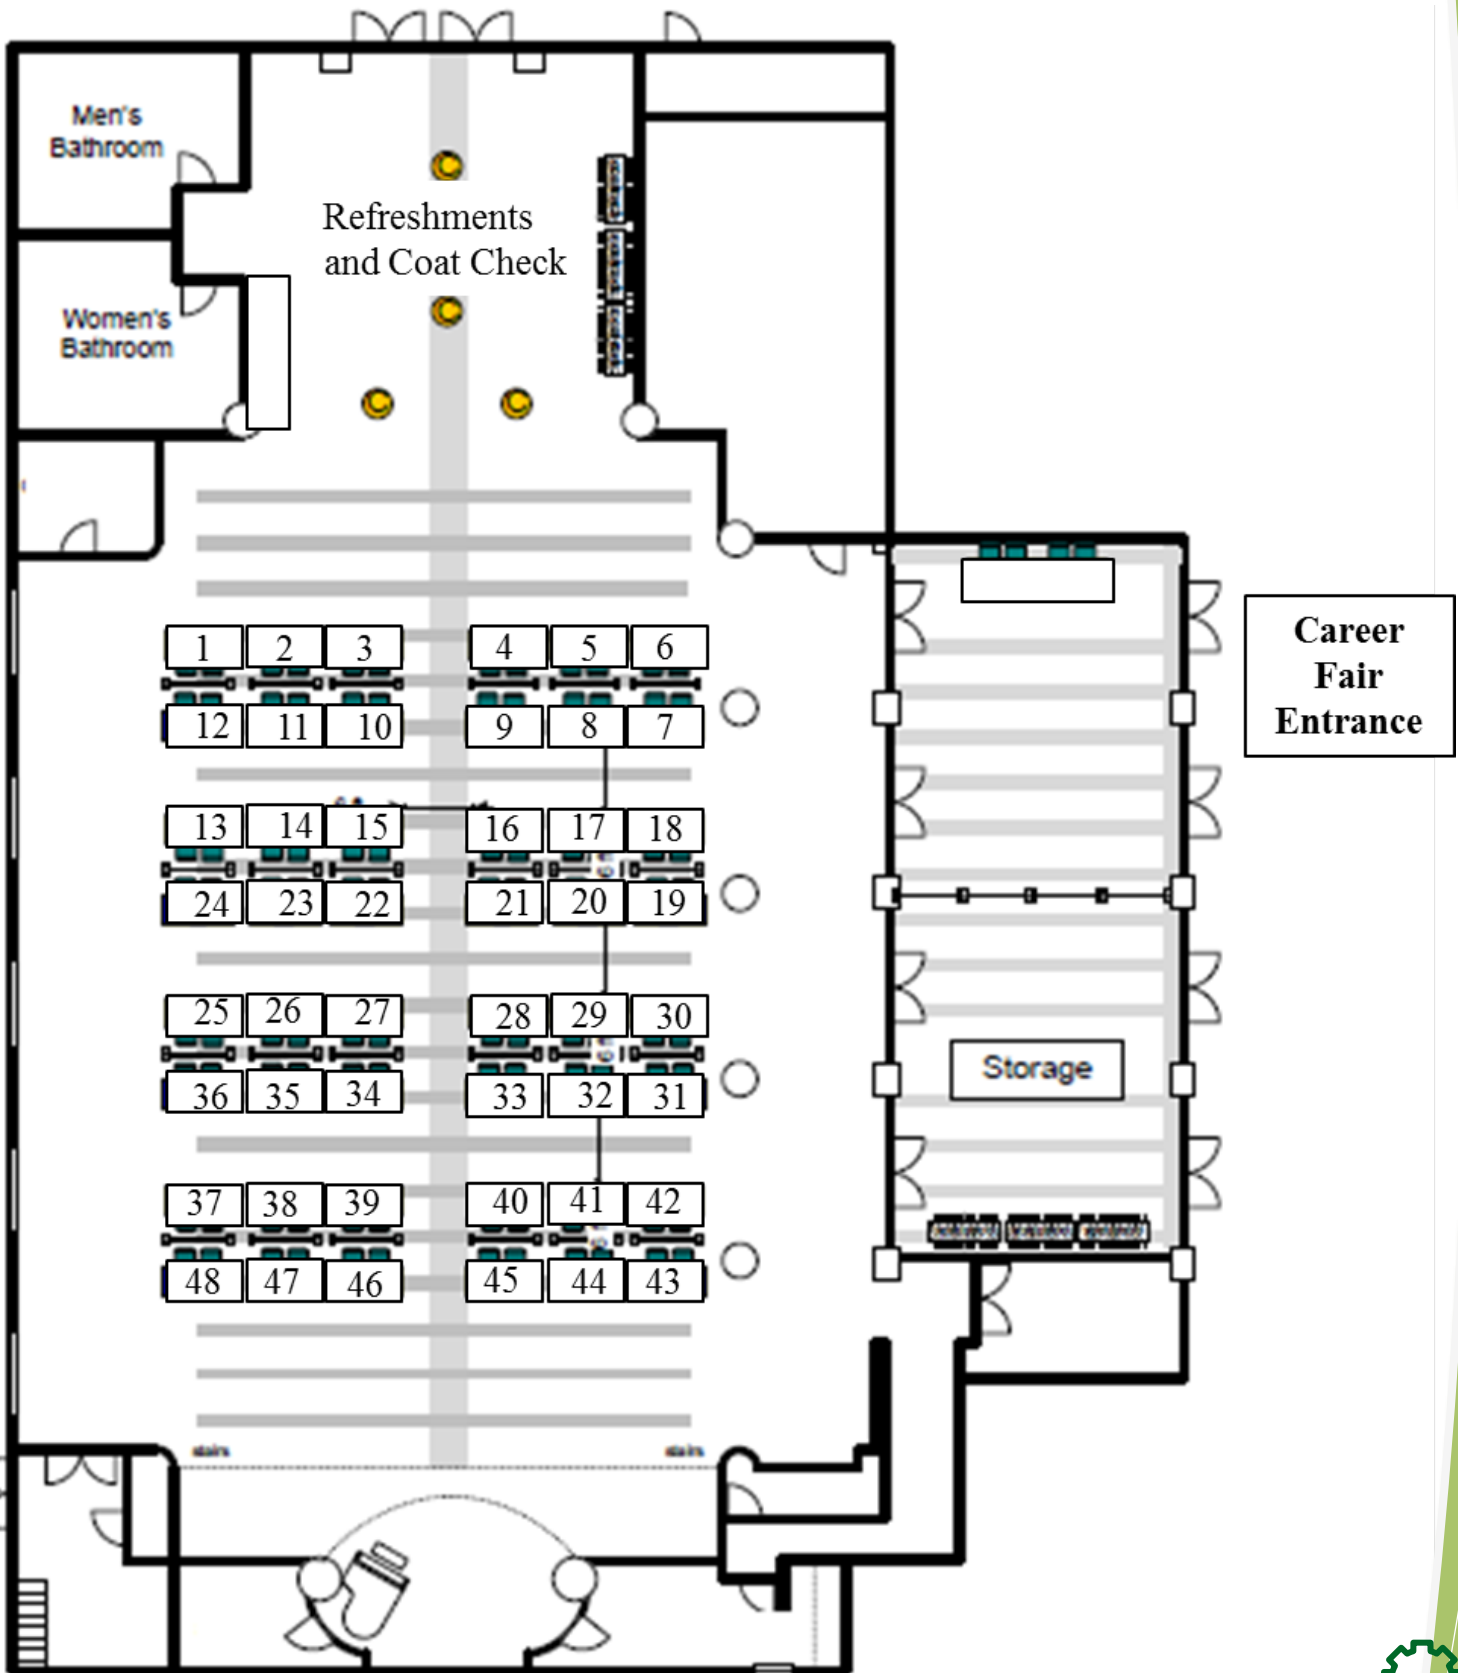 Men's
Bathroom
Refreshments
and Coat Check
Women's
Bathroom
Career
Fair
Entrance
1 2 3 4 5 6
12 11 10 9 8 7
13 14 15 16 17 18
24 23 22 21 20 19
25 26 27 28 29 30
Storage
36 35 34 33 32 31
37 38 39 40 41 42
48 47 46 45 44 43
stairs stairs